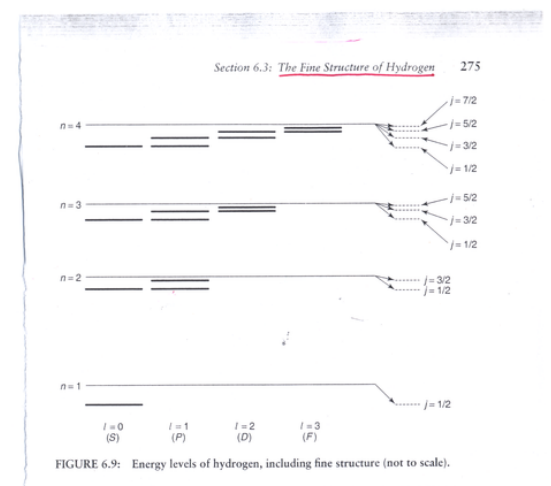 Section 6.3: The Fine Structure of Hydrogen 275
j = 7/2
n = 4
j = 5/2
j = 3/2
j = 1/2
n = 3
j = 5/2
j = 3/2
j = 1/2
n = 2
j = 3/2
j = 1/2
n = 1
j = 1/2
l = 0 l = 1 l = 2 l = 3
(S) (P) (D) (F)
FIGURE 6.9: Energy levels of hydrogen, including fine structure (not to scale).